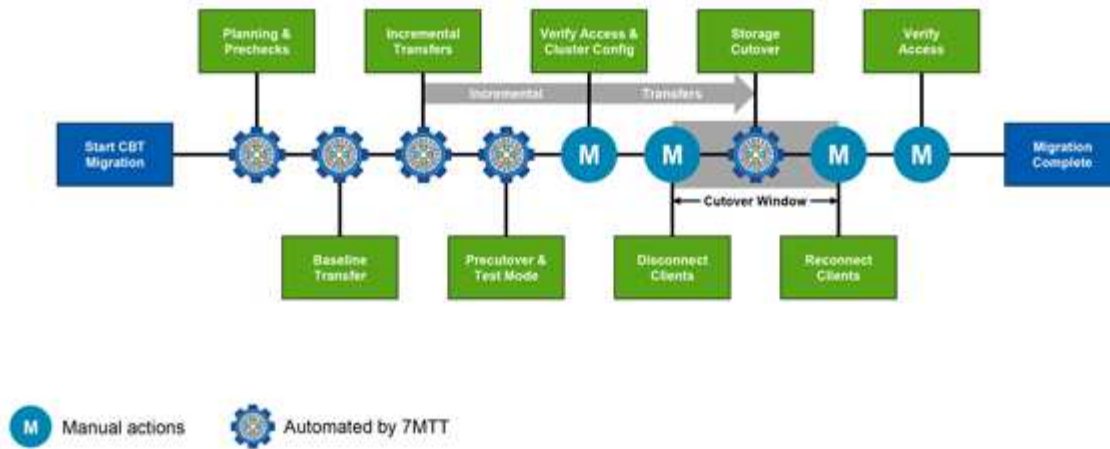 Planning &
Prechecks
Incremental
Transfers
Verify Access &
Cluster Config
Storage
Cutover
Verify
Access
Incremental Transfers
Start CBT
Migration
M
M
M
M
Migration
Complete
Cutover Window
Baseline
Transfer
Precutover &
Test Mode
Disconnect
Clients
Reconnect
Clients
M Manual actions
Automated by 7MTT